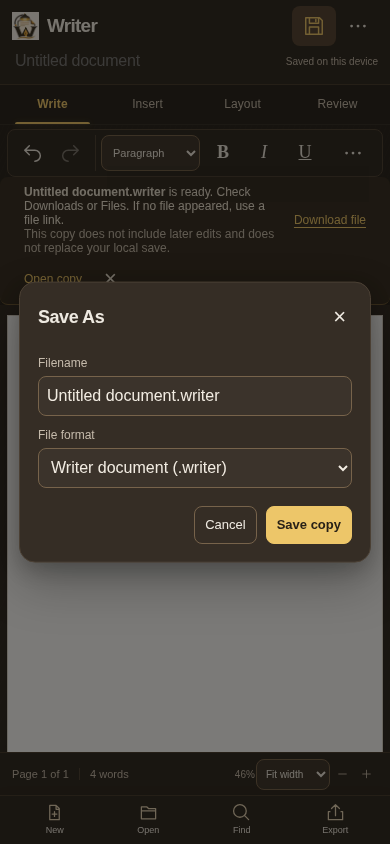 Writer
Untitled document
Saved on this device
Write
Insert
Layout
Review
Paragraph
B
I
U
Untitled document.writer is ready. Check
Downloads or Files. If no file appear, use a
file link.
This copy does not include later edits and does
not replace your local save.
Download file
Open copy
Save As
Filename
Untitled document.writer
File format
Writer document (.writer)
Cancel
Save copy
Page 1 of 1
4 words
46%
Fit width
New
Open
Find
Export